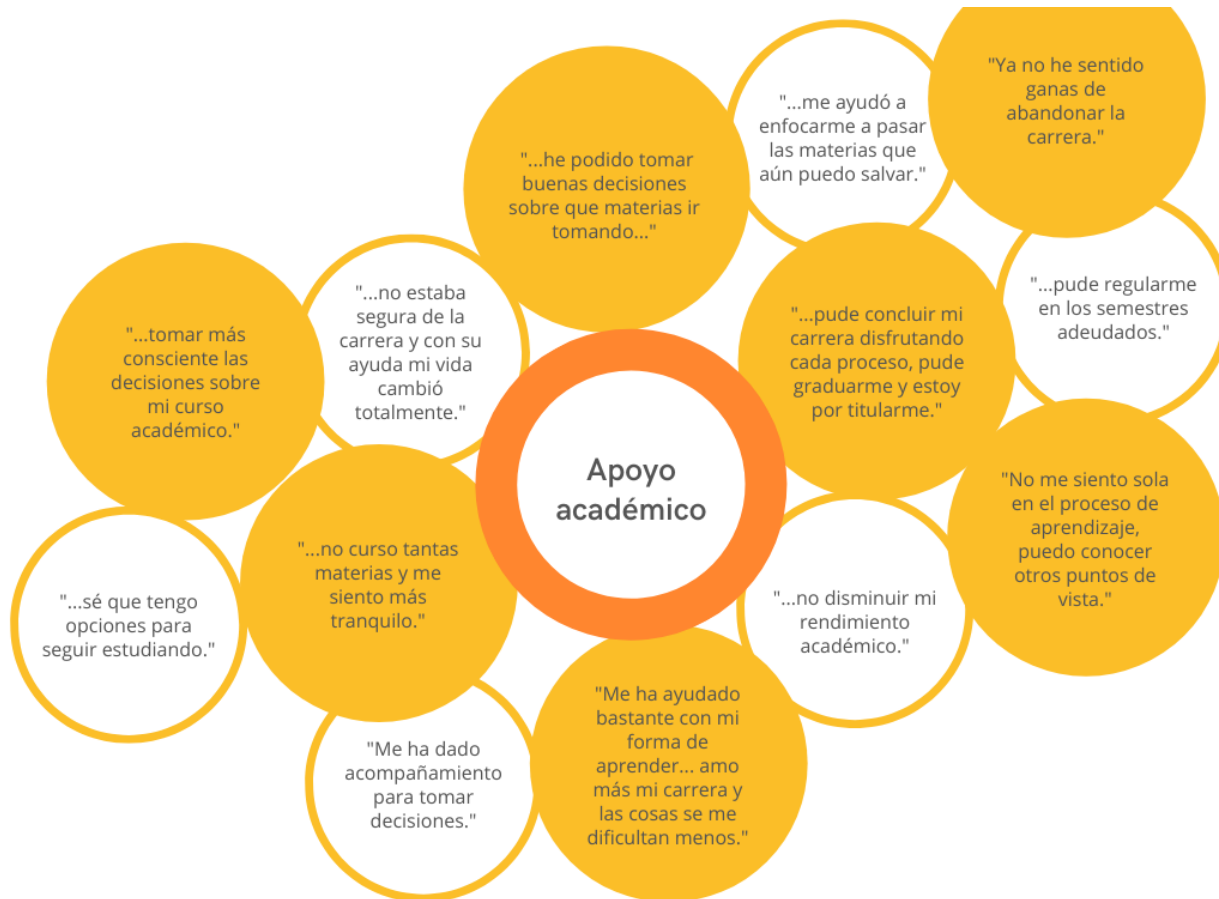 "Ya no he sentido
ganas de
abandonar la
carrera."
"...me ayudó a
enfocarme a pasar
las materias que
aún puedo salvar."
"...he podido tomar
buenas decisiones
sobre que materias ir
tomando..."
"...pude regularme
en los semestres
adeudados."
"...no estaba
segura de la
carrera y con su
ayuda mi vida
cambió
totalmente."
"...pude concluir mi
carrera disfrutando
cada proceso, pude
graduarme y estoy
por titularme."
"...tomar más
consciente las
decisiones sobre
mi curso
académico."
Apoyo
académico
"No me siento sola
en el proceso de
aprendizaje,
puedo conocer
otros puntos de
vista."
"...no curso tantas
materias y me
siento más
tranquilo."
"...sé que tengo
opciones para
seguir estudiando."
"...no disminuir mi
rendimiento
académico."
"Me ha ayudado
bastante con mi
forma de
aprender... amo
más mi carrera y
las cosas se me
dificultan menos."
"Me ha dado
acompañamiento
para tomar
decisiones."